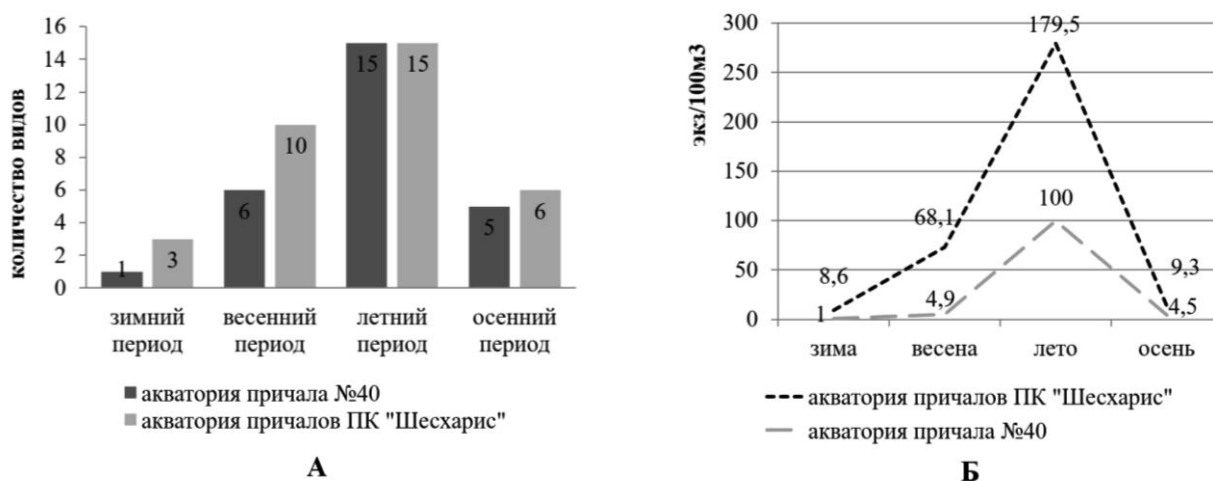 количество видов
16
14
12
10
8
6
4
2
0
1
3
6
10
15
15
5
6
зимний период
весенний период
летний период
осенний период
акватория причала №40
акватория причалов ПК "Шесхарис"
А
экз/100м3
300
250
200
150
100
50
0
8,6
68,1
179,5
9,3
1
4,9
100
4,5
зима
весена
лето
осень
акватория причалов ПК "Шесхарис"
акватория причала №40
Б